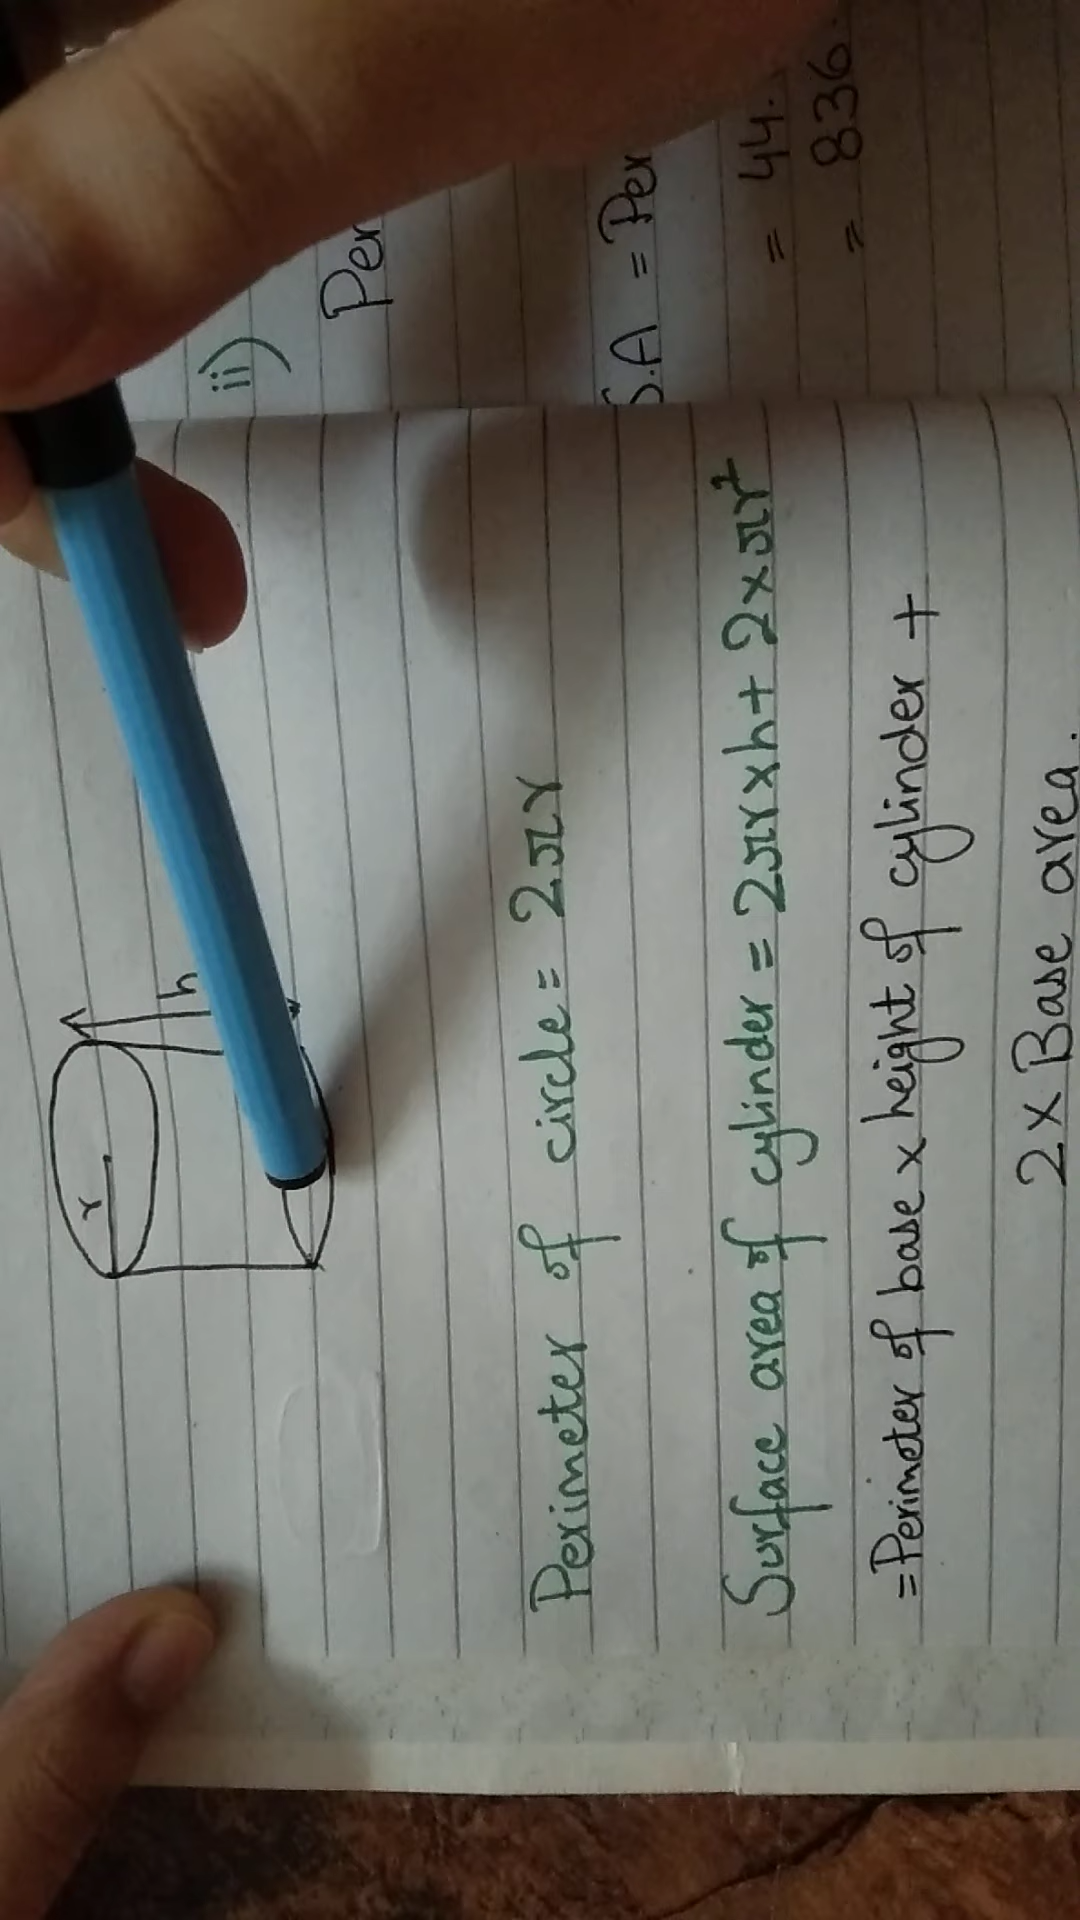 r
h
Perimeter of circle = 2πr
Surface area of cylinder = 2πr x h + 2 x πr²
= Perimeter of base x height of cylinder +
2 x Base area.
ii)
Per
S.A = Per
= 44.
= 836.